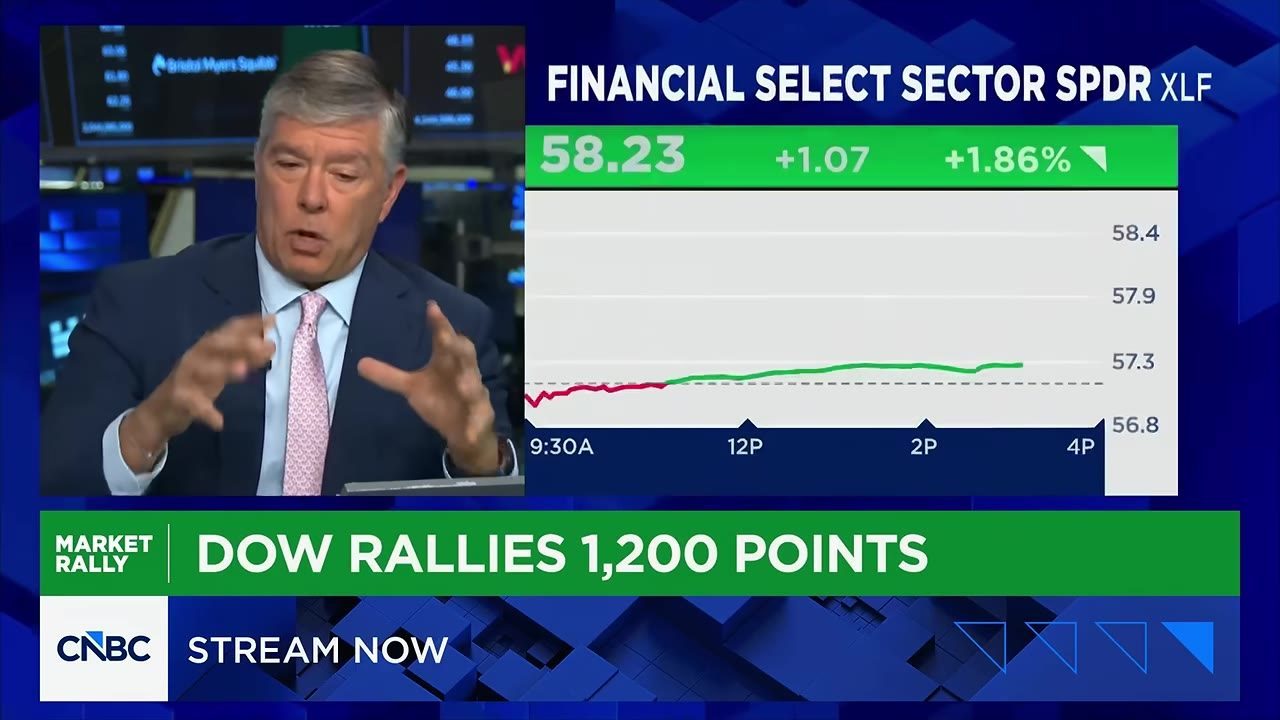 Bristol Myers Squibb
FINANCIAL SELECT SECTOR SPDR XLF
58.23 +1.07 +1.86%
58.4
57.9
57.3
56.8
9:30A 12P 2P 4P
MARKET
RALLY
DOW RALLIES 1,200 POINTS
CNBC
STREAM NOW